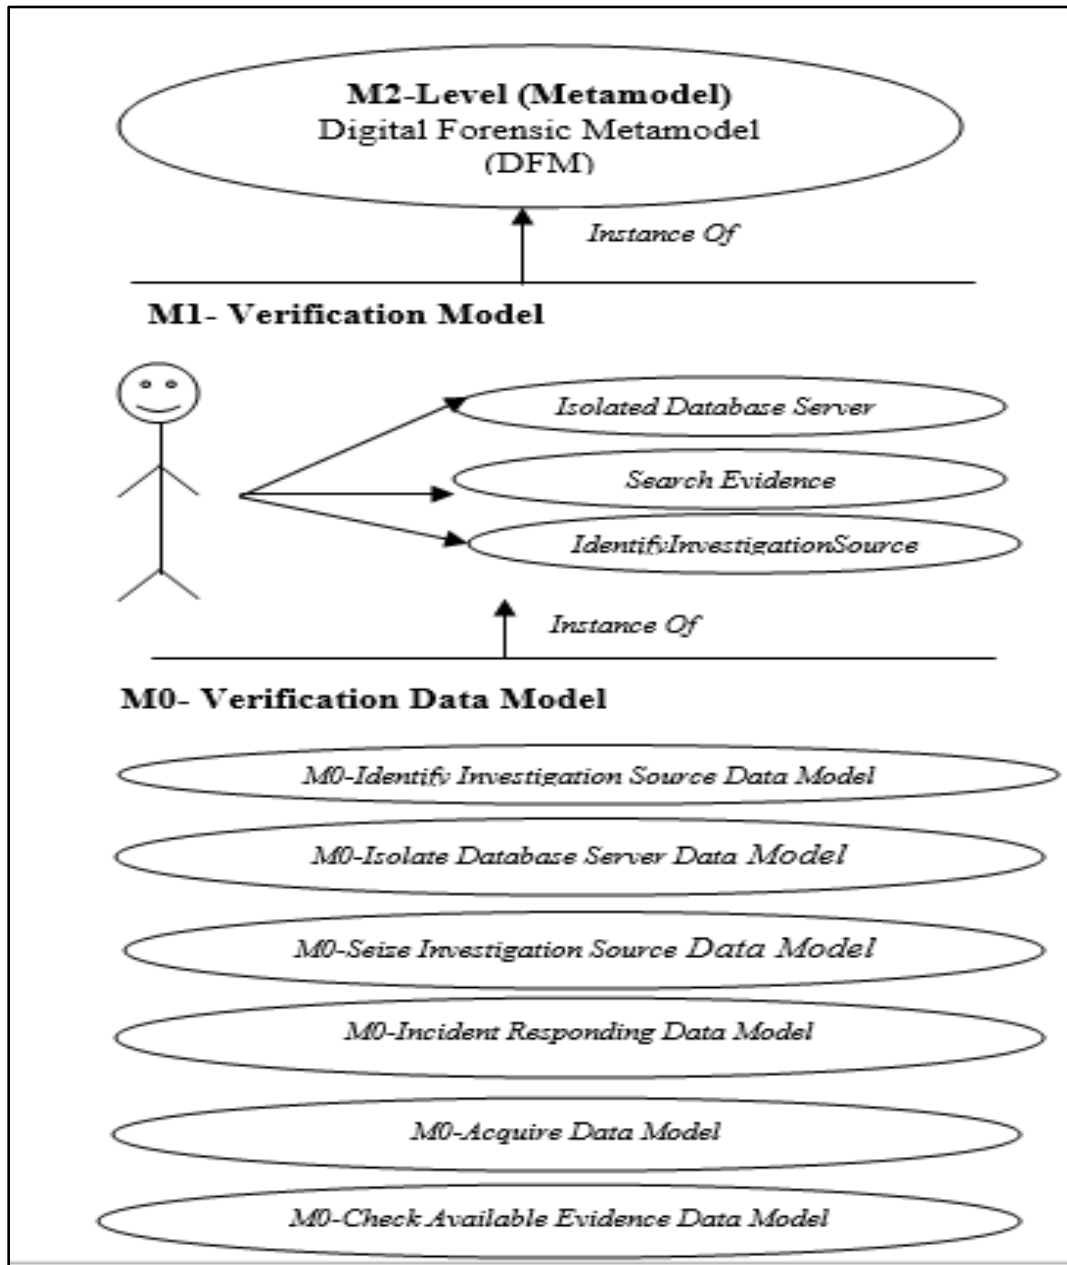 M2-Level (Metamodel)
Digital Forensic Metamodel
(DFM)
Instance Of
M1- Verification Model
Isolated Database Server
Search Evidence
IdentifyInvestigationSource
Instance Of
M0- Verification Data Model
M0-Identify Investigation Source Data Model
M0-Isolate Database Server Data Model
M0-Seize Investigation Source Data Model
M0-Incident Responding Data Model
M0-Acquire Data Model
M0-Check Available Evidence Data Model